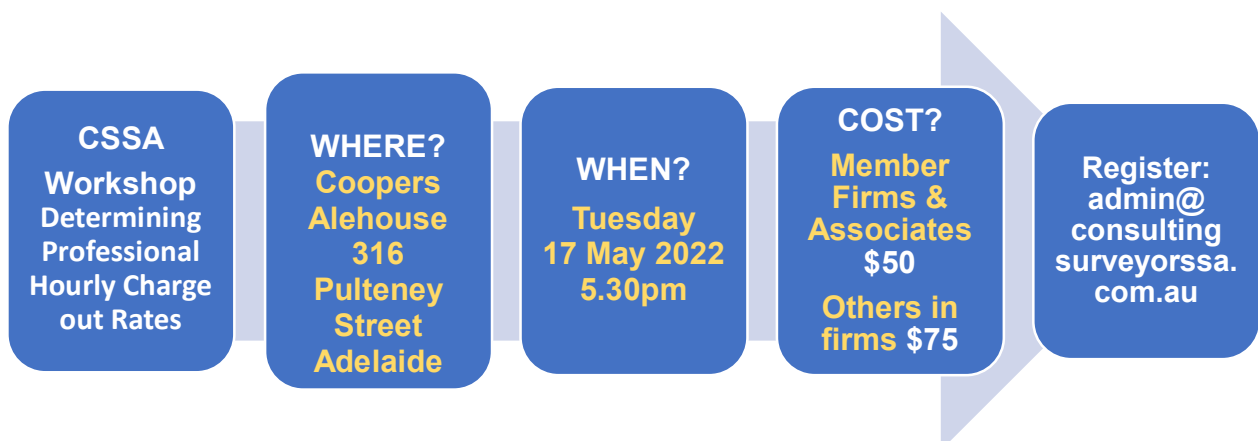 CSSA
Workshop
Determining
Professional
Hourly Charge
out Rates
WHERE?
Coopers
Alehouse
316
Pulteney
Street
Adelaide
WHEN?
Tuesday
17 May 2022
5.30pm
COST?
Member
Firms &
Associates
$50
Others in
firms $75
Register:
admin@
consulting
surveyorssa.
com.au